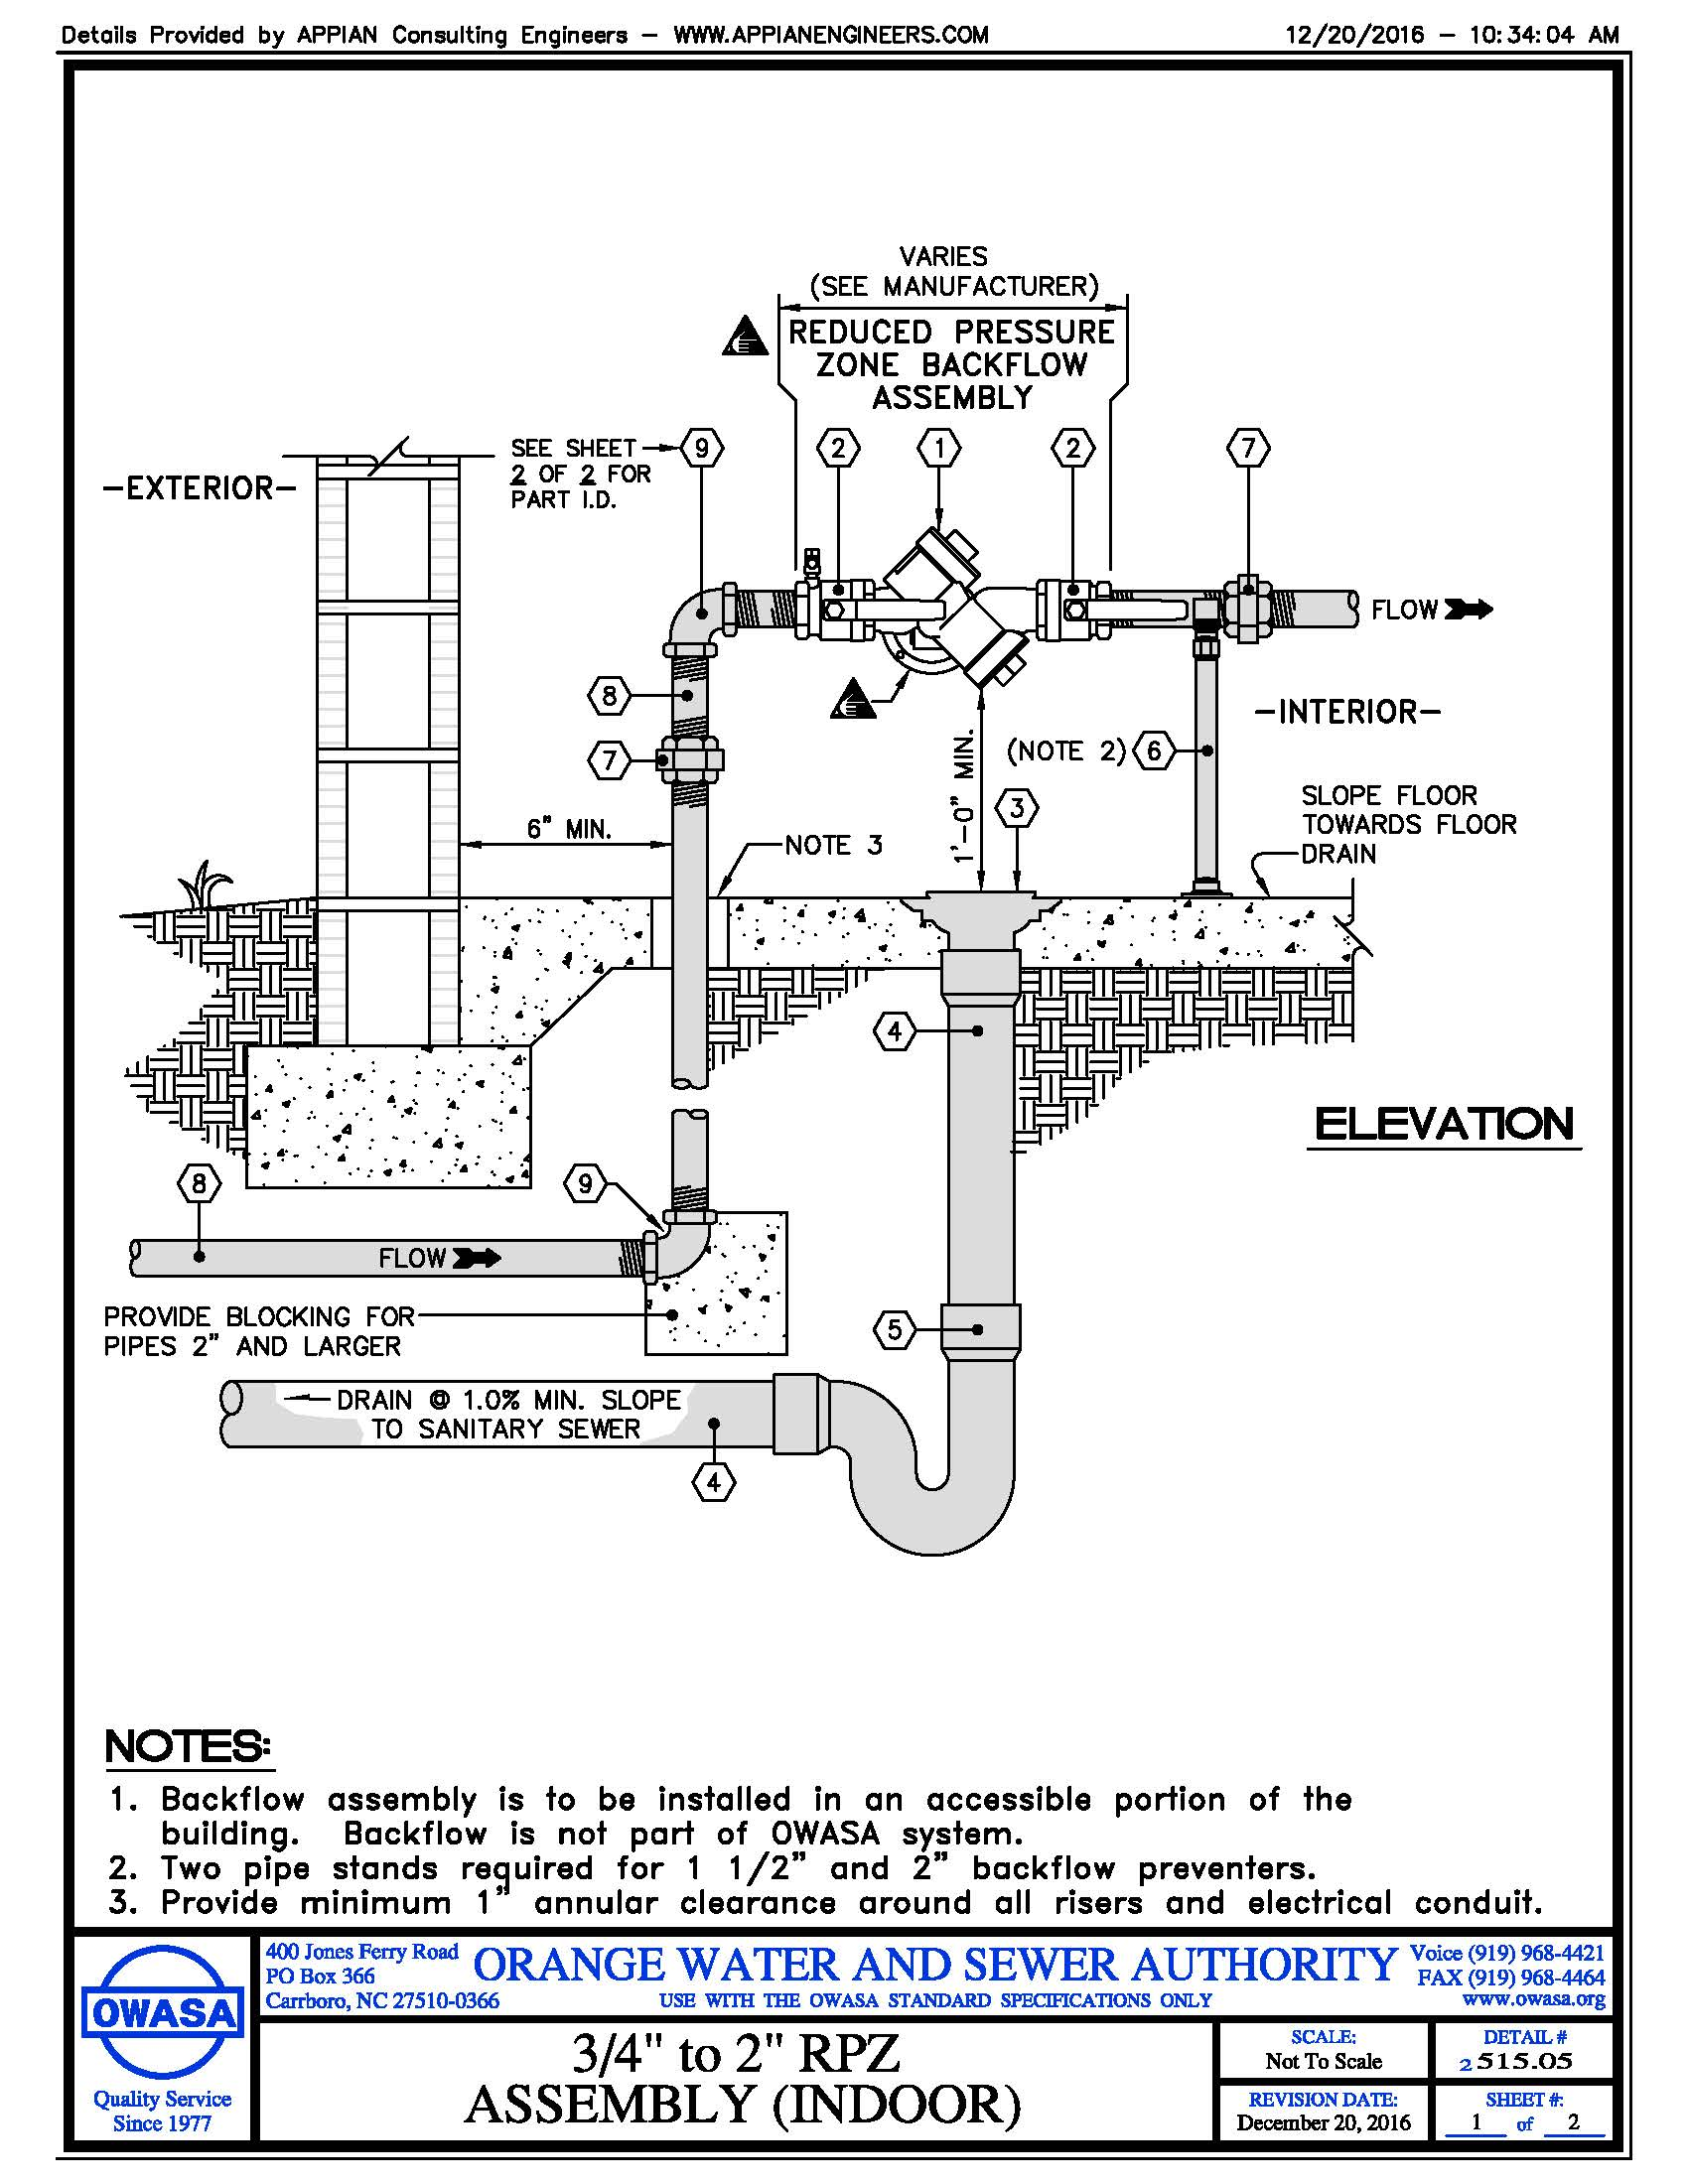 Details Provided by APPIAN Consulting Engineers – WWW.APPIANENGINEERS.COM
12/20/2016 – 10:34:04 AM
VARIES
(SEE MANUFACTURER)
REDUCED PRESSURE
ZONE BACKFLOW
ASSEMBLY
SEE SHEET
2 OF 2 FOR
PART I.D.
9
2
1
2
7
-EXTERIOR-
FLOW
8
-INTERIOR-
7
1'-0" MIN.
(NOTE 2)
6
3
SLOPE FLOOR
TOWARDS FLOOR
DRAIN
6" MIN.
NOTE 3
4
ELEVATION
8
9
FLOW
PROVIDE BLOCKING FOR
PIPES 2" AND LARGER
5
DRAIN @ 1.0% MIN. SLOPE
TO SANITARY SEWER
4
NOTES:
1. Backflow assembly is to be installed in an accessible portion of the
building. Backflow is not part of OWASA system.
2. Two pipe stands required for 1 1/2" and 2" backflow preventers.
3. Provide minimum 1" annular clearance around all risers and electrical conduit.
OWASA
Quality Service
Since 1977
400 Jones Ferry Road
PO Box 366
Carrboro, NC 27510-0366
ORANGE WATER AND SEWER AUTHORITY
USE WITH THE OWASA STANDARD SPECIFICATIONS ONLY
Voice (919) 968-4421
FAX (919) 968-4464
www.owasa.org
3/4" to 2" RPZ
ASSEMBLY (INDOOR)
SCALE:
Not To Scale
DETAIL #
2 515.05
REVISION DATE:
December 20, 2016
SHEET #:
1 of 2